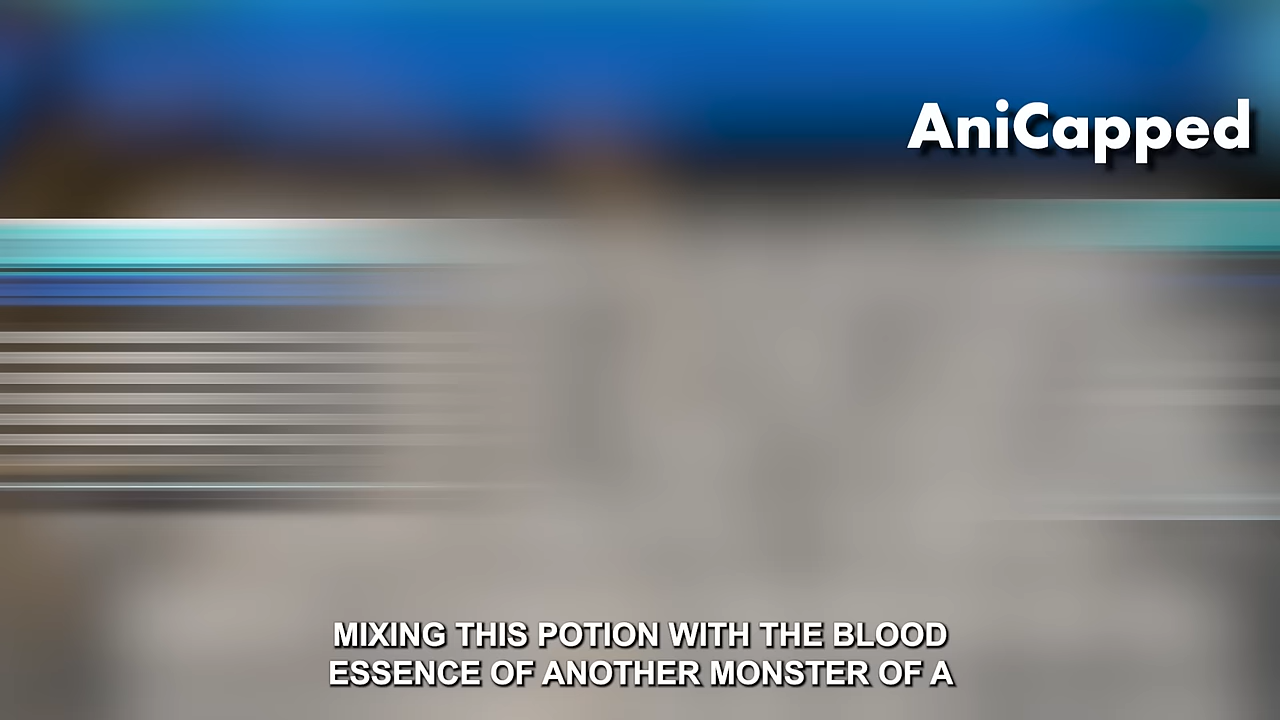 AniCapped
MIXING THIS POTION WITH THE BLOOD
ESSENCE OF ANOTHER MONSTER OF A